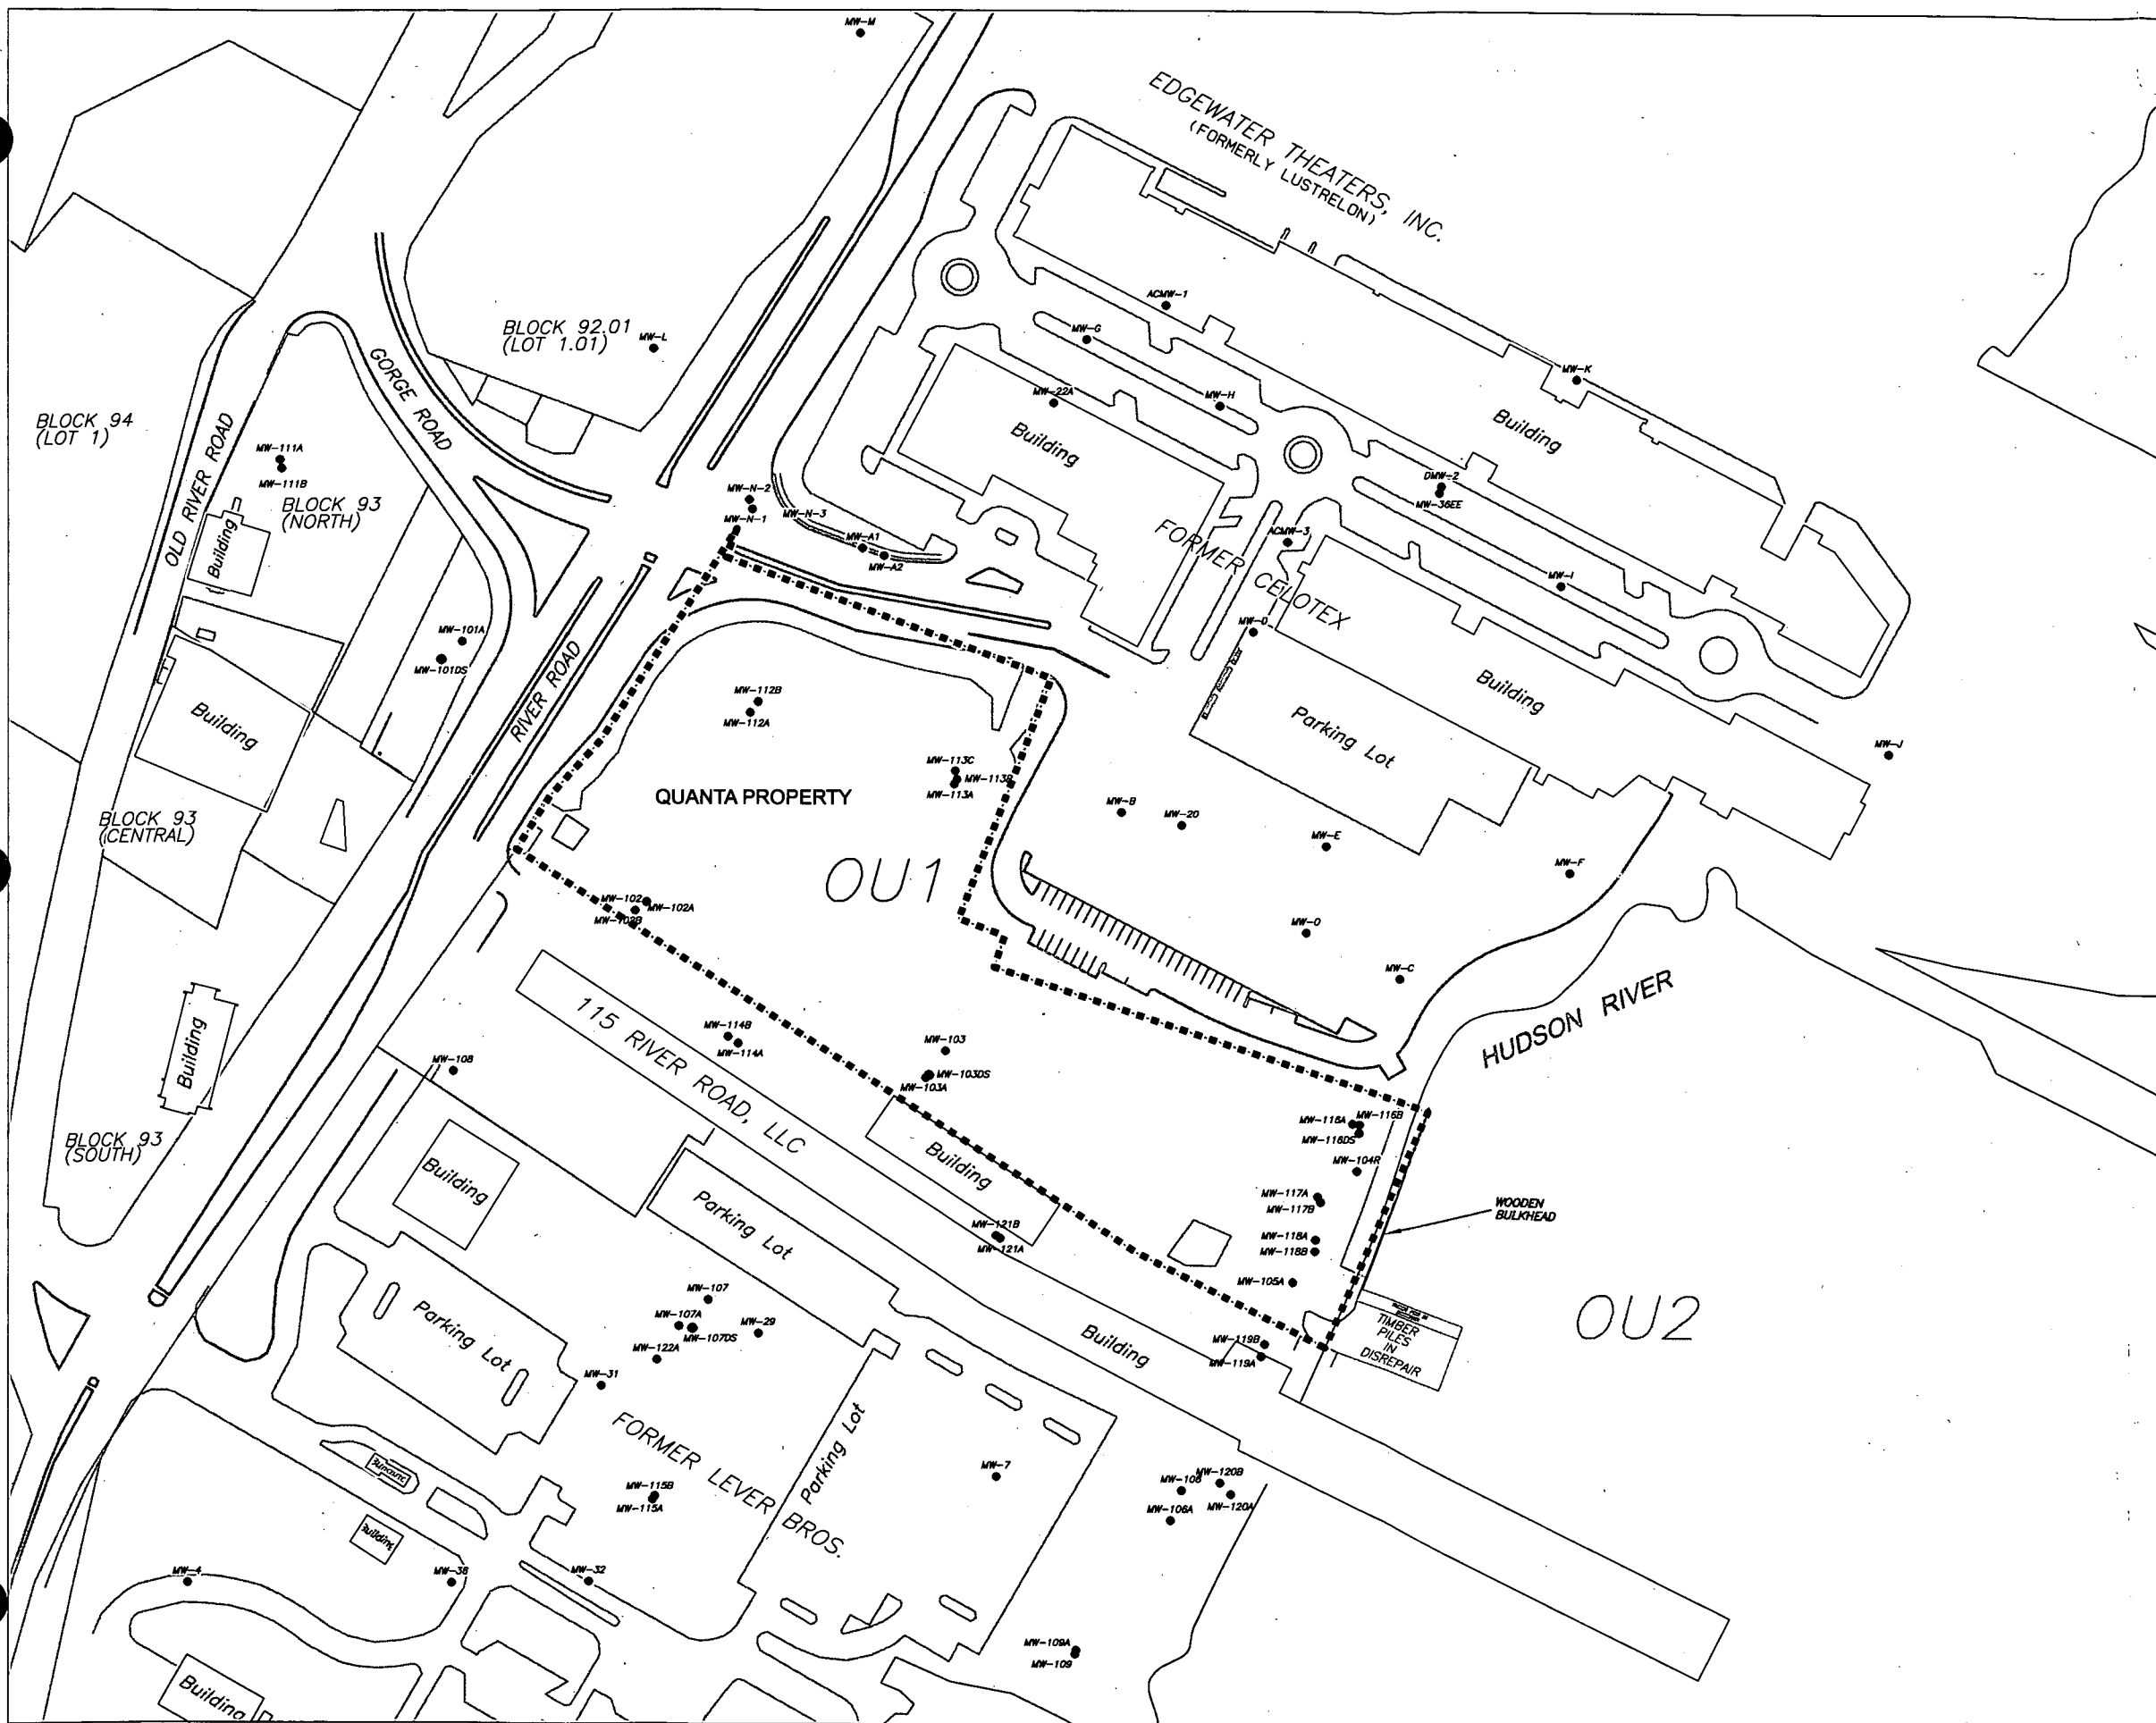 MW-M
EDGEWATER THEATERS, INC.
(FORMERLY LUSTRELON)
ACMW-1
BLOCK 92.01
(LOT 1.01)
MW-L
MW-G
GORGE ROAD
MW-K
MW-22A
MW-H
BLOCK 94
(LOT 1)
OLD RIVER ROAD
Building
Building
MW-111A
MW-111B
BLOCK 93
(NORTH)
DMW-2
MW-36EE
MW-N-2
MW-N-3
MW-N-1
FORMER CELOTEX
ACMW-3
MW-A1
MW-A2
Building
MW-I
MW-101A
MW-101DS
MW-D
RIVER ROAD
MW-112B
MW-112A
Building
Building
Parking Lot
MW-J
MW-113C
MW-113B
MW-113A
QUANTA PROPERTY
MW-B
MW-20
BLOCK 93
(CENTRAL)
MW-E
MW-F
OU1
MW-102
MW-102A
MW-102B
MW-O
MW-C
HUDSON RIVER
115 RIVER ROAD, LLC
MW-114B
MW-114A
MW-103
MW-103DS
MW-103A
Building
MW-108
MW-116A
MW-116B
MW-116DS
BLOCK 93
(SOUTH)
Building
Building
MW-104R
MW-117A
MW-117B
WOODEN
BULKHEAD
Parking Lot
MW-121B
MW-121A
MW-118A
MW-118B
MW-105A
MW-107
MW-107A
MW-107DS
MW-29
Parking Lot
Building
OU2
TIMBER
PILES
IN
DISREPAIR
MW-119B
MW-119A
MW-122A
MW-31
FORMER LEVER BROS.
Parking Lot
Building
MW-7
MW-106
MW-120B
MW-115B
MW-115A
MW-106A
MW-120A
Building
MW-4
MW-36
MW-32
MW-109A
MW-109
Building